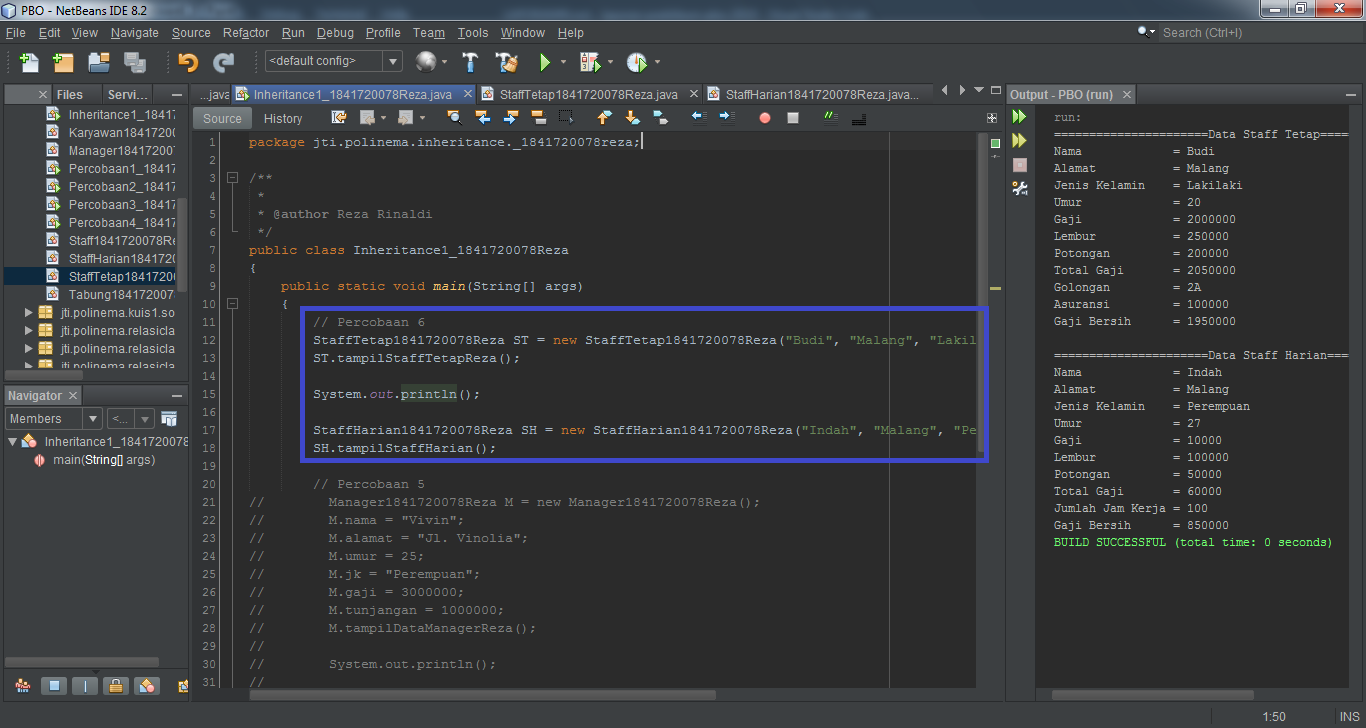 PBO - NetBeans IDE 8.2
File Edit View Navigate Source Refactor Run Debug Profile Team Tools Window Help
Search (Ctrl+I)
<default config>
Files Servi...
Inheritance1_1841
Karyawan184172000
Manager184172007
Percobaan1_1841
Percobaan2_1841
Percobaan3_1841
Percobaan4_1841
Staff1841720078Re
StaffHarian184172
StaffTetap1841720
Tabung184172007
jti.polinema.kuis1.so
jti.polinema.relasicla
jti.polinema.relasicla
jti.polinema.relasicla
Navigator
Members <...
Inheritance1_184172007
main(String[] args)
...java Inheritance1_1841720078Reza.java StaffTetap1841720078Reza.java StaffHarian1841720078Reza.java...
Source History
1 package jti.polinema.inheritance._1841720078reza;
2
3 /**
4 *
5 * @author Reza Rinaldi
6 */
7 public class Inheritance1_1841720078Reza
8 {
9 public static void main(String[] args)
10 {
11 // Percobaan 6
12 StaffTetap1841720078Reza ST = new StaffTetap1841720078Reza("Budi", "Malang", "Lakil
13 ST.tampilStaffTetapReza();
14
15 System.out.println();
16
17 StaffHarian1841720078Reza SH = new StaffHarian1841720078Reza("Indah", "Malang", "Pe
18 SH.tampilStaffHarian();
19
20 // Percobaan 5
21 // Manager1841720078Reza M = new Manager1841720078Reza();
22 // M.nama = "Vivin";
23 // M.alamat = "Jl. Vinolia";
24 // M.umur = 25;
25 // M.jk = "Perempuan";
26 // M.gaji = 3000000;
27 // M.tunjangan = 1000000;
28 // M.tampilDataManagerReza();
29 //
30 // System.out.println();
31 //
Output - PBO (run)
run:
======================Data Staff Tetap====
Nama = Budi
Alamat = Malang
Jenis Kelamin = Lakilaki
Umur = 20
Gaji = 2000000
Lembur = 250000
Potongan = 200000
Total Gaji = 2050000
Golongan = 2A
Asuransi = 100000
Gaji Bersih = 1950000
======================Data Staff Harian===
Nama = Indah
Alamat = Malang
Jenis Kelamin = Perempuan
Umur = 27
Gaji = 10000
Lembur = 100000
Potongan = 50000
Total Gaji = 60000
Jumlah Jam Kerja = 100
Gaji Bersih = 850000
BUILD SUCCESSFUL (total time: 0 seconds)
1:50 INS